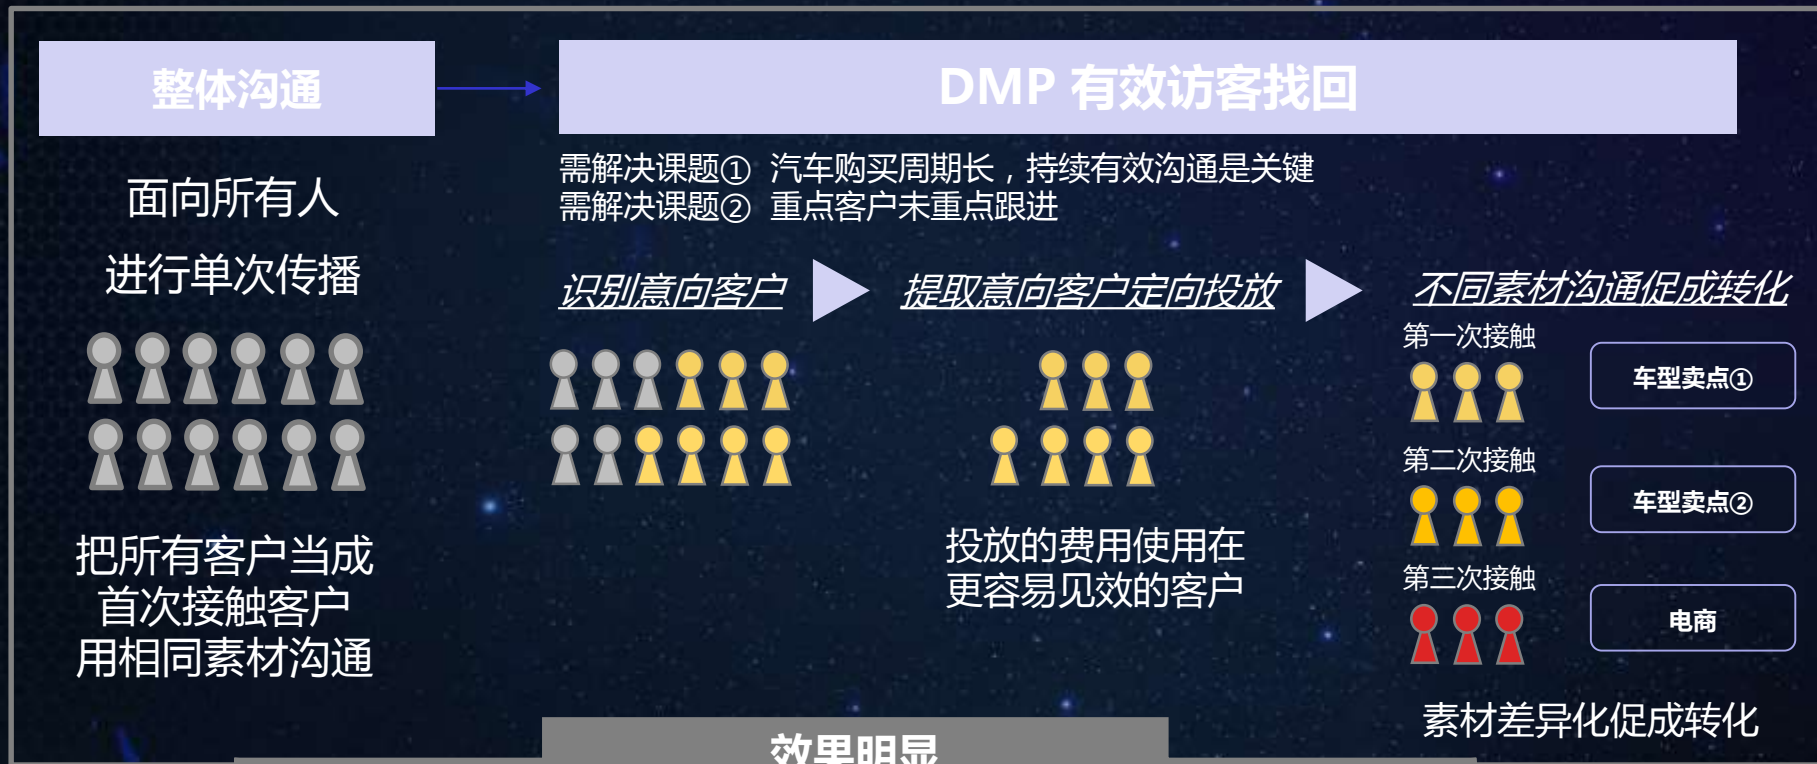 整体沟通
DMP 有效访客找回
面向所有人
进行单次传播
把所有客户当成
首次接触客户
用相同素材沟通
需解决课题① 汽车购买周期长，持续有效沟通是关键
需解决课题② 重点客户未重点跟进
识别意向客户
提取意向客户定向投放
投放的费用使用在
更容易见效的客户
不同素材沟通促成转化
第一次接触
车型卖点①
第二次接触
车型卖点②
第三次接触
电商
素材差异化促成转化
效果明显